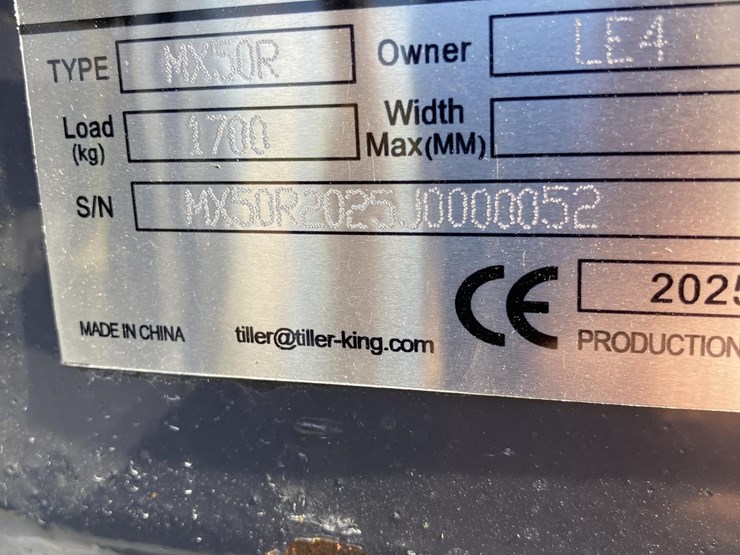 TYPE MX50R Owner LE4
Load (kg) 1700 Width Max(MM)
S/N MX50R2025J0000052
CE 2025
MADE IN CHINA tiller@tiller-king.com PRODUCTION